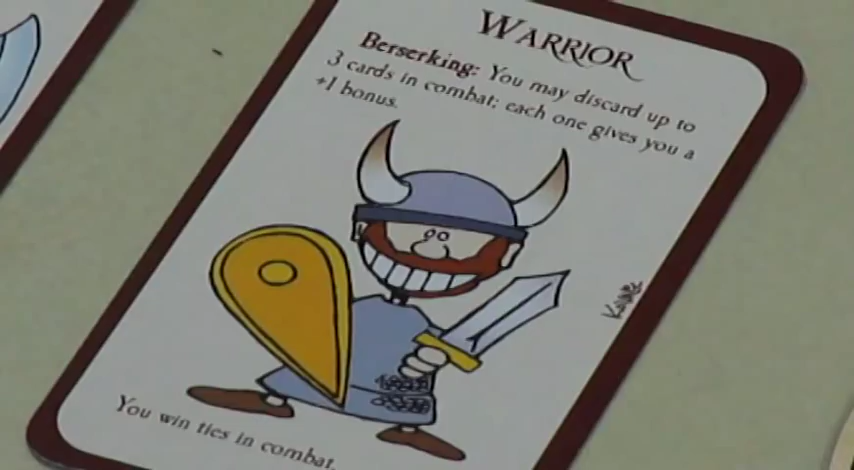 WARRIOR
Berserking: You may discard up to
3 cards in combat; each one gives you a
+1 bonus.
Kovalic
You win ties in combat.